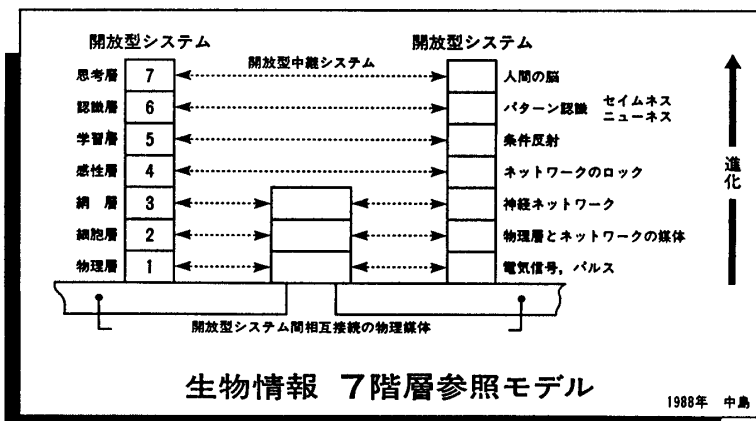 開放型システム 開放型システム
開放型中継システム
思考層 7 人間の脳
認識層 6 パターン認識 セイムネス
ニューネス
学習層 5 条件反射
感性層 4 ネットワークのロック
網 層 3 神経ネットワーク
細胞層 2 物理層とネットワークの媒体
物理層 1 電気信号，パルス
進化
開放型システム間相互接続の物理媒体
生物情報 7階層参照モデル
1988年 中島